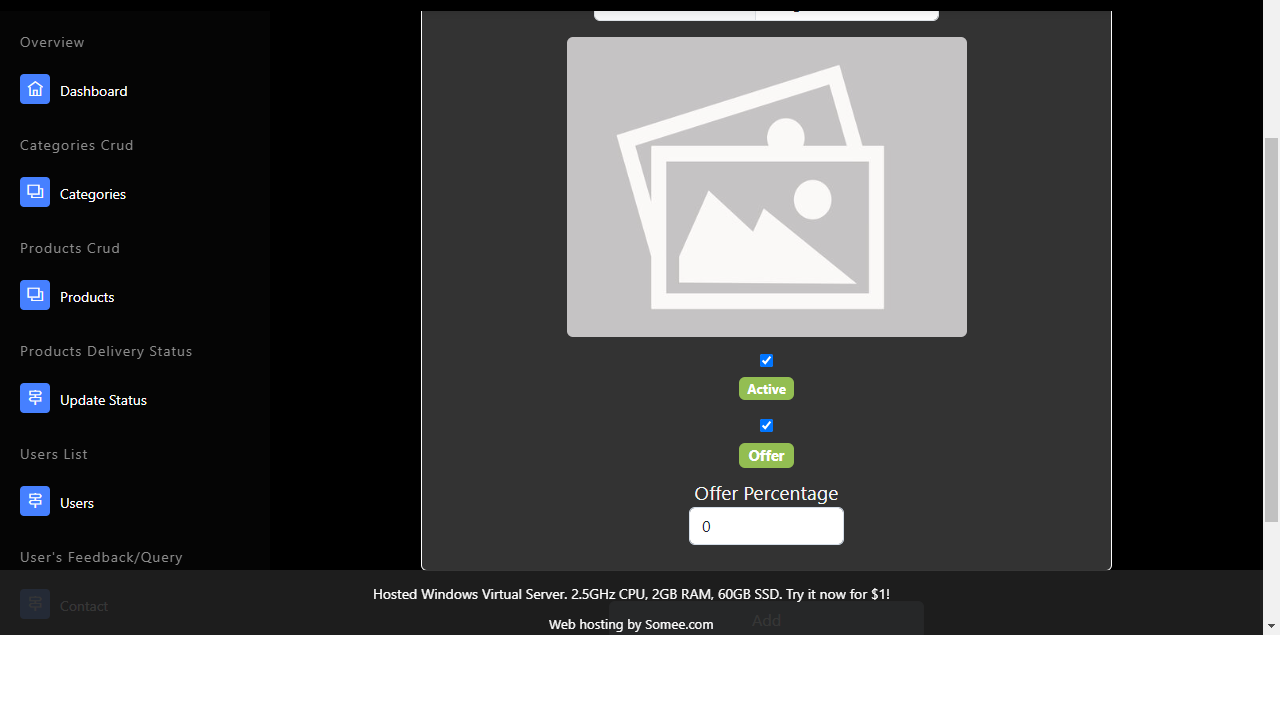 Overview
Dashboard
Categories Crud
Categories
Products Crud
Products
Products Delivery Status
Update Status
Users List
Users
User's Feedback/Query
Contact
Active
Offer
Offer Percentage
0
Add
Hosted Windows Virtual Server. 2.5GHz CPU, 2GB RAM, 60GB SSD. Try it now for $1!
Web hosting by Somee.com